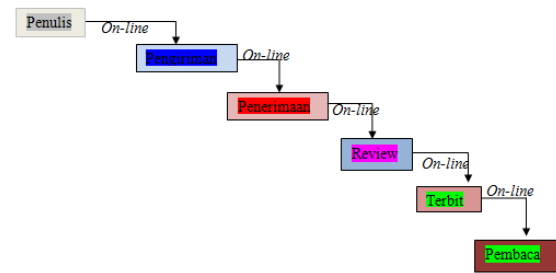 Penulis
On-line
Pengiriman
On-line
Penerimaan
On-line
Review
On-line
Terbit
On-line
Pembaca